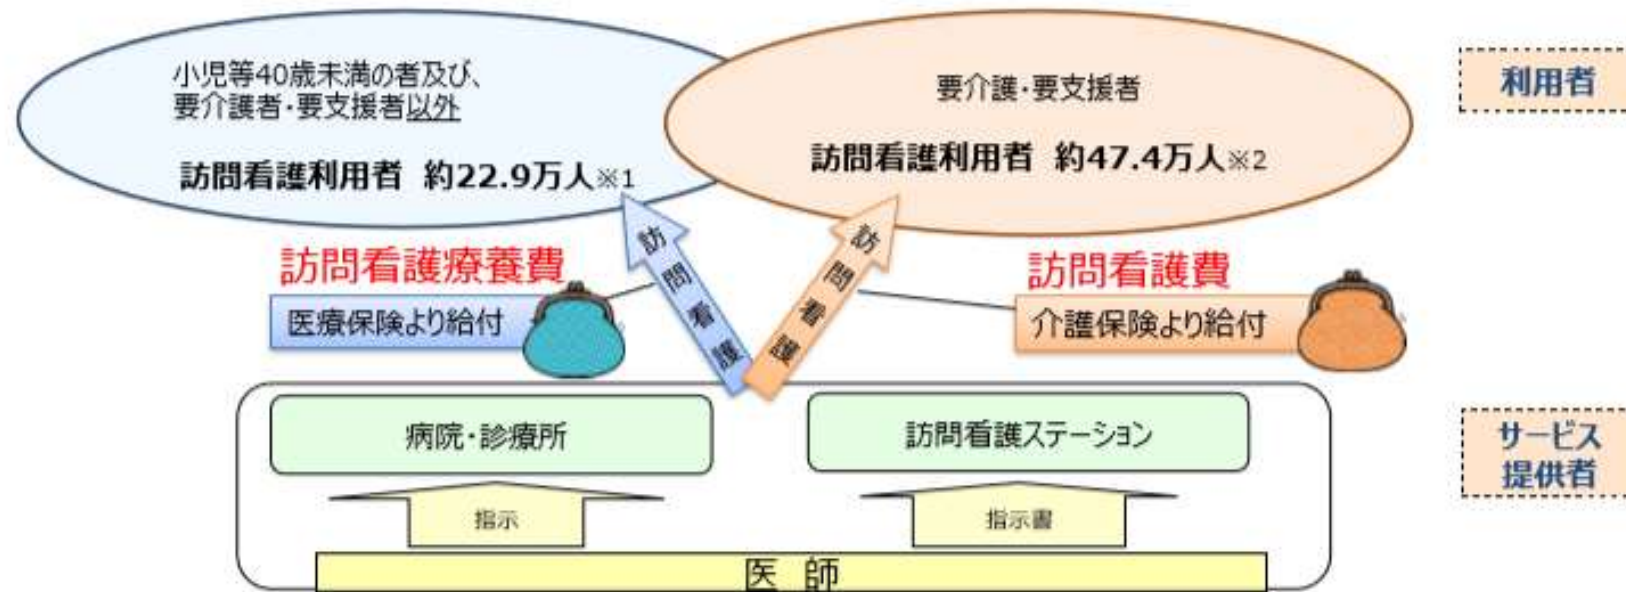 小児等40歳未満の者及び、
要介護者・要支援者以外
訪問看護利用者 約22.9万人※1
要介護・要支援者
訪問看護利用者 約47.4万人※2
利用者
訪問看護療養費
医療保険より給付
訪問看護
訪問看護
訪問看護費
介護保険より給付
病院・診療所
訪問看護ステーション
サービス
提供者
指示
指示書
医 師